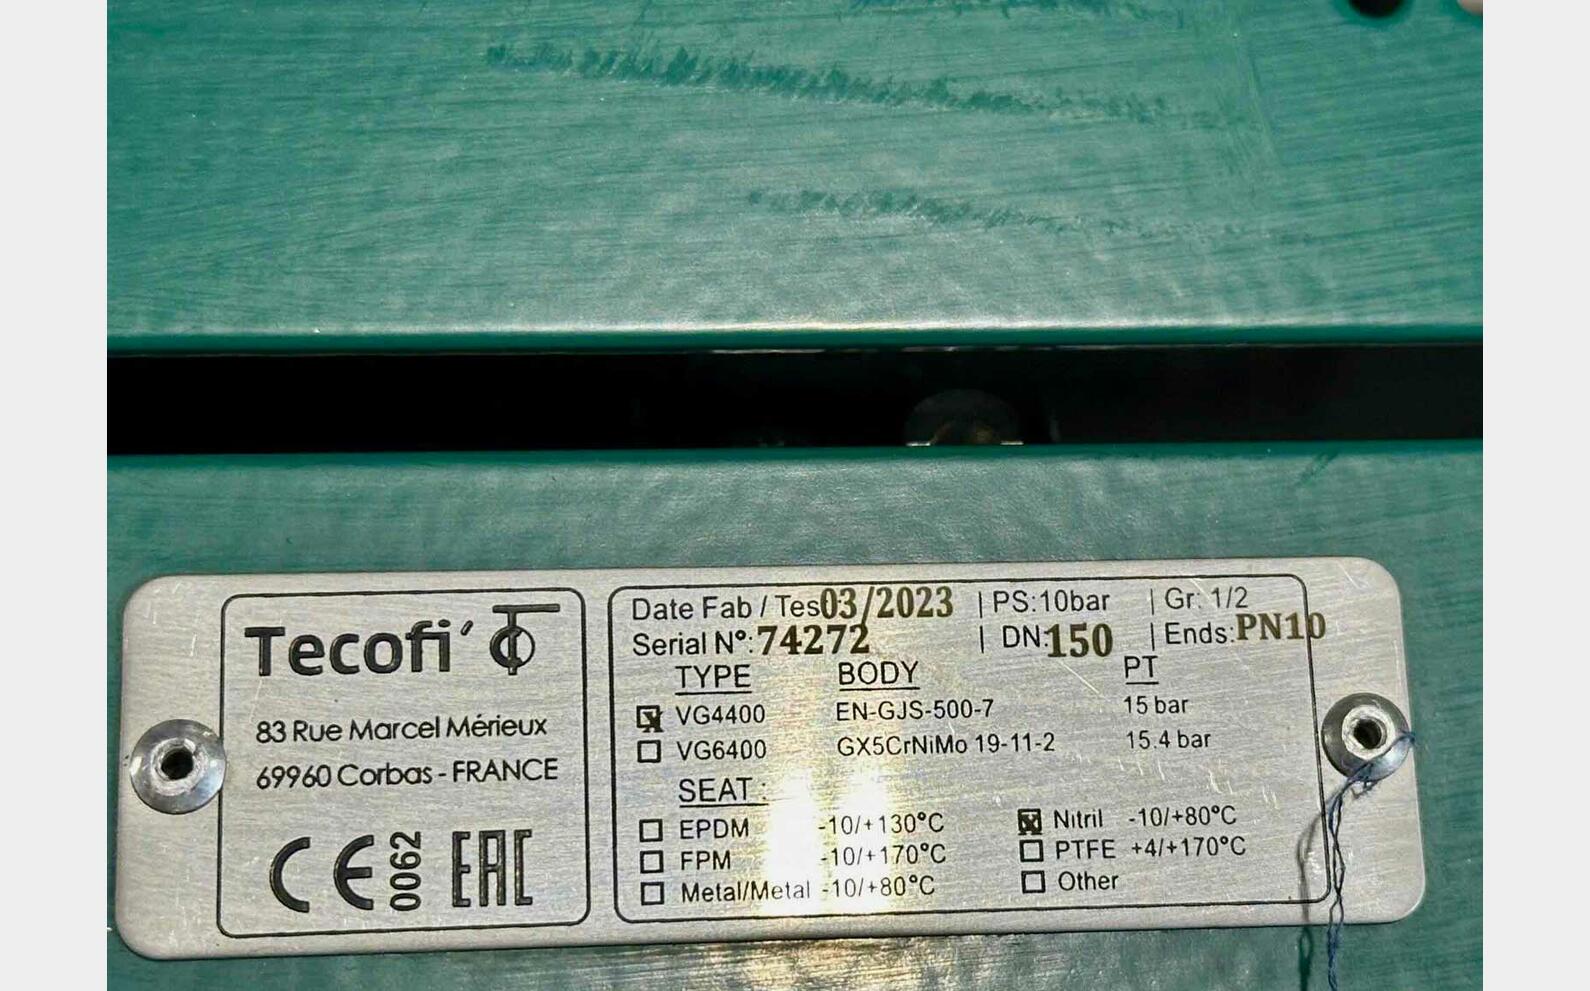 Tecofi
83 Rue Marcel Mérieux
69960 Corbas - FRANCE
CE 0062 EAC
Date Fab / Tes03/2023 | PS:10bar | Gr: 1/2
Serial N°: 74272 | DN:150 | Ends:PN10
TYPE BODY PT
VG4400 EN-GJS-500-7 15 bar
VG6400 GX5CrNiMo 19-11-2 15.4 bar
SEAT :
EPDM -10/+130°C Nitril -10/+80°C
FPM -10/+170°C PTFE +4/+170°C
Metal/Metal -10/+80°C Other